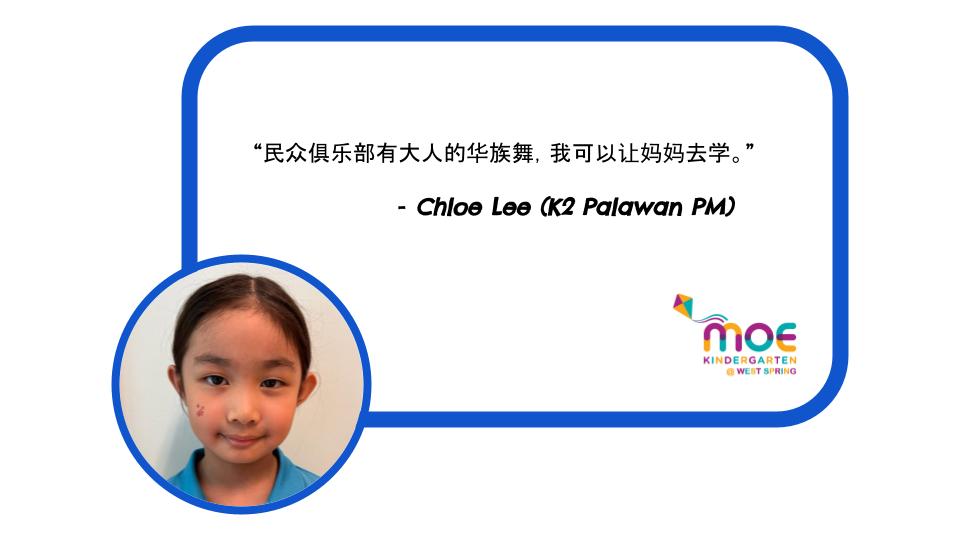 “民众俱乐部有大人的华族舞, 我可以让妈妈去学。”
- Chloe Lee (K2 Palawan PM)
moe
KINDERGARTEN
@ WEST SPRING